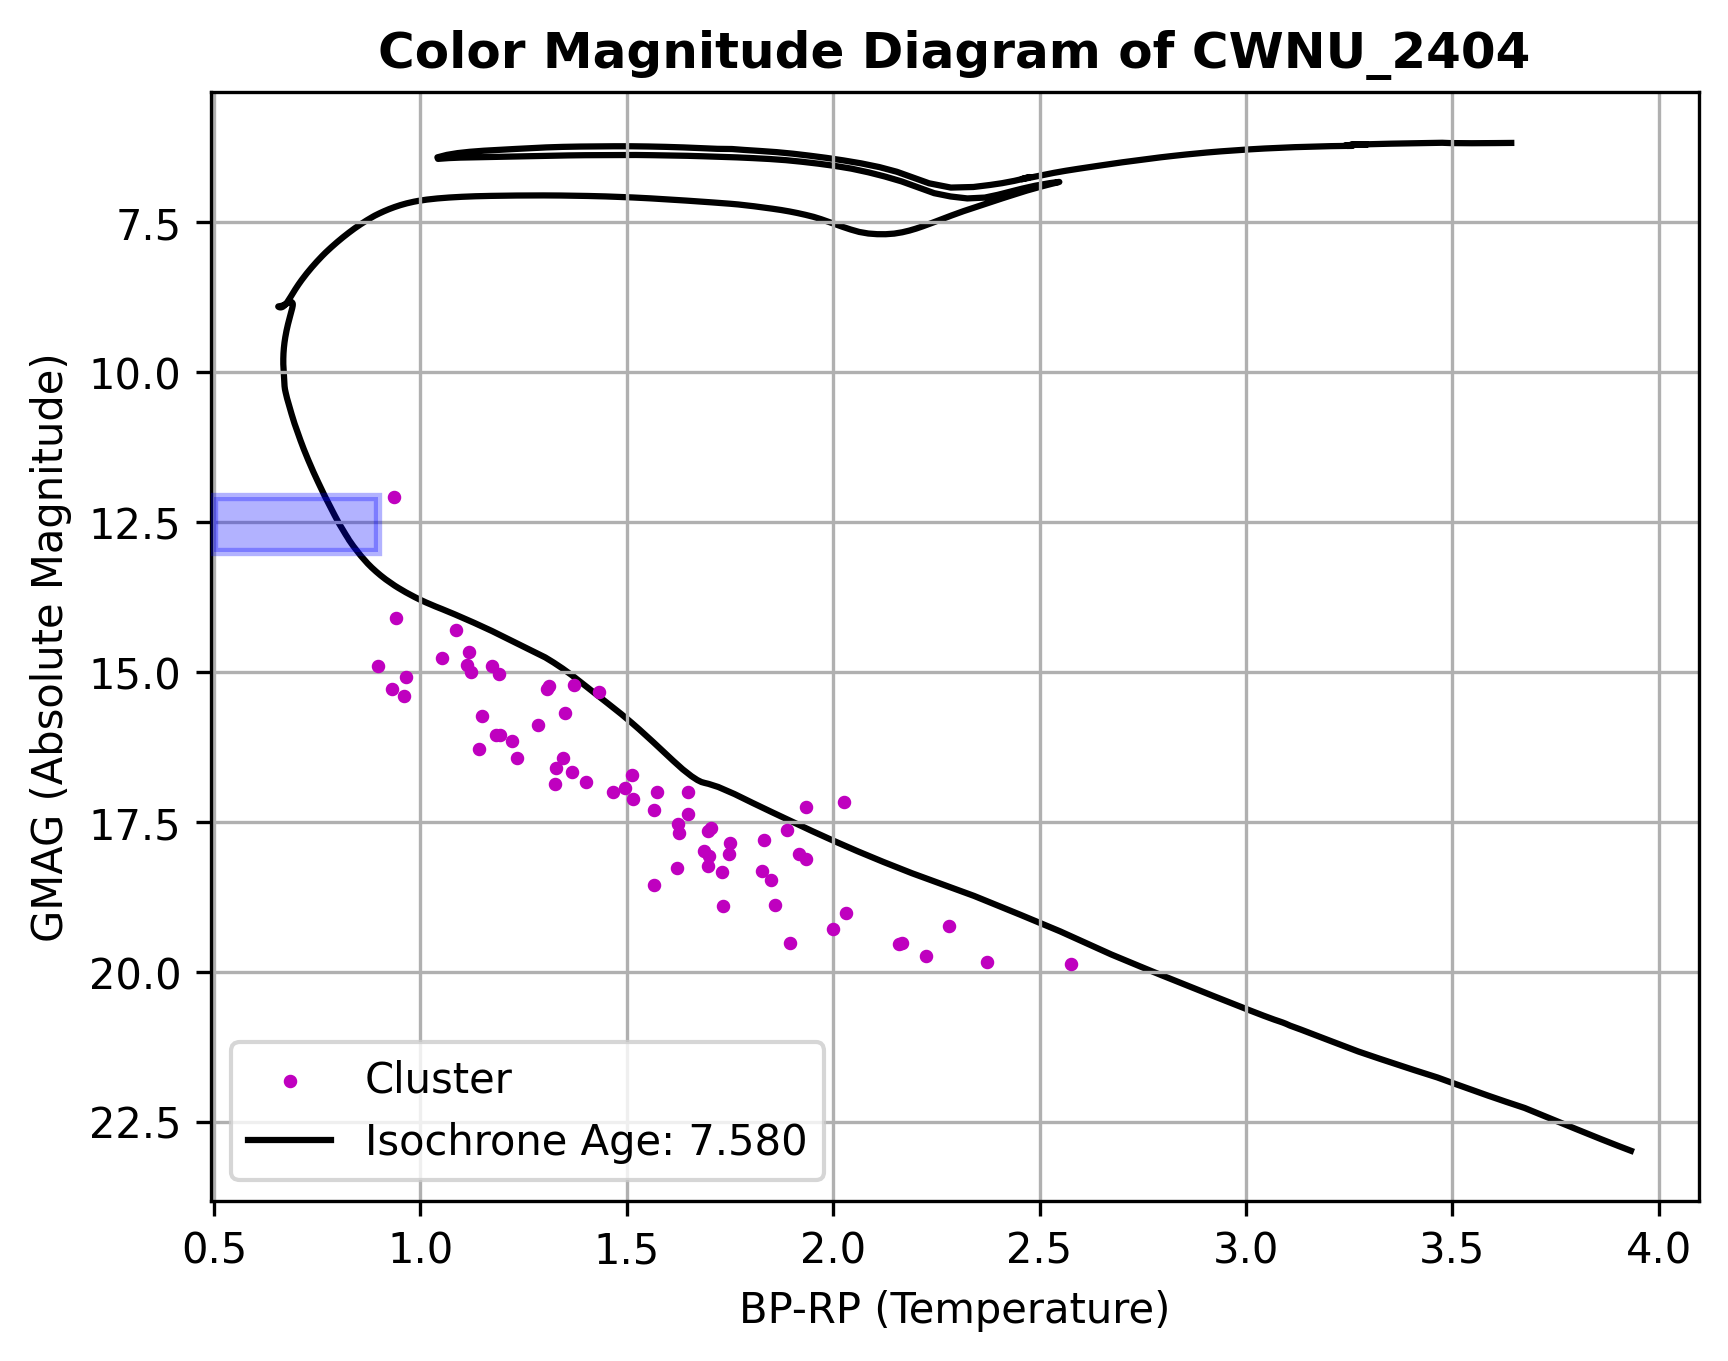 Color Magnitude Diagram of CWNU_2404
GMAG (Absolute Magnitude)
7.5
10.0
12.5
15.0
17.5
20.0
22.5
Cluster
Isochrone Age: 7.580
0.5 1.0 1.5 2.0 2.5 3.0 3.5 4.0
BP-RP (Temperature)